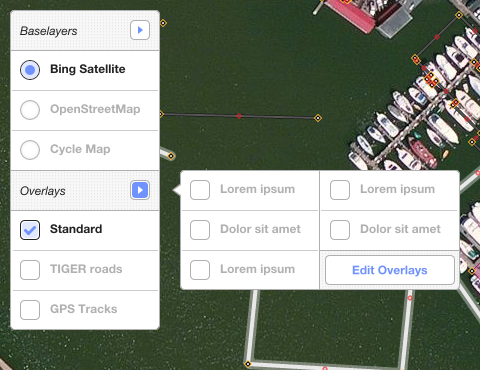 Baselayers
Bing Satellite
OpenStreetMap
Cycle Map
Overlays
Standard
TIGER roads
GPS Tracks
Lorem ipsum
Lorem ipsum
Dolor sit amet
Dolor sit amet
Lorem ipsum
Edit Overlays